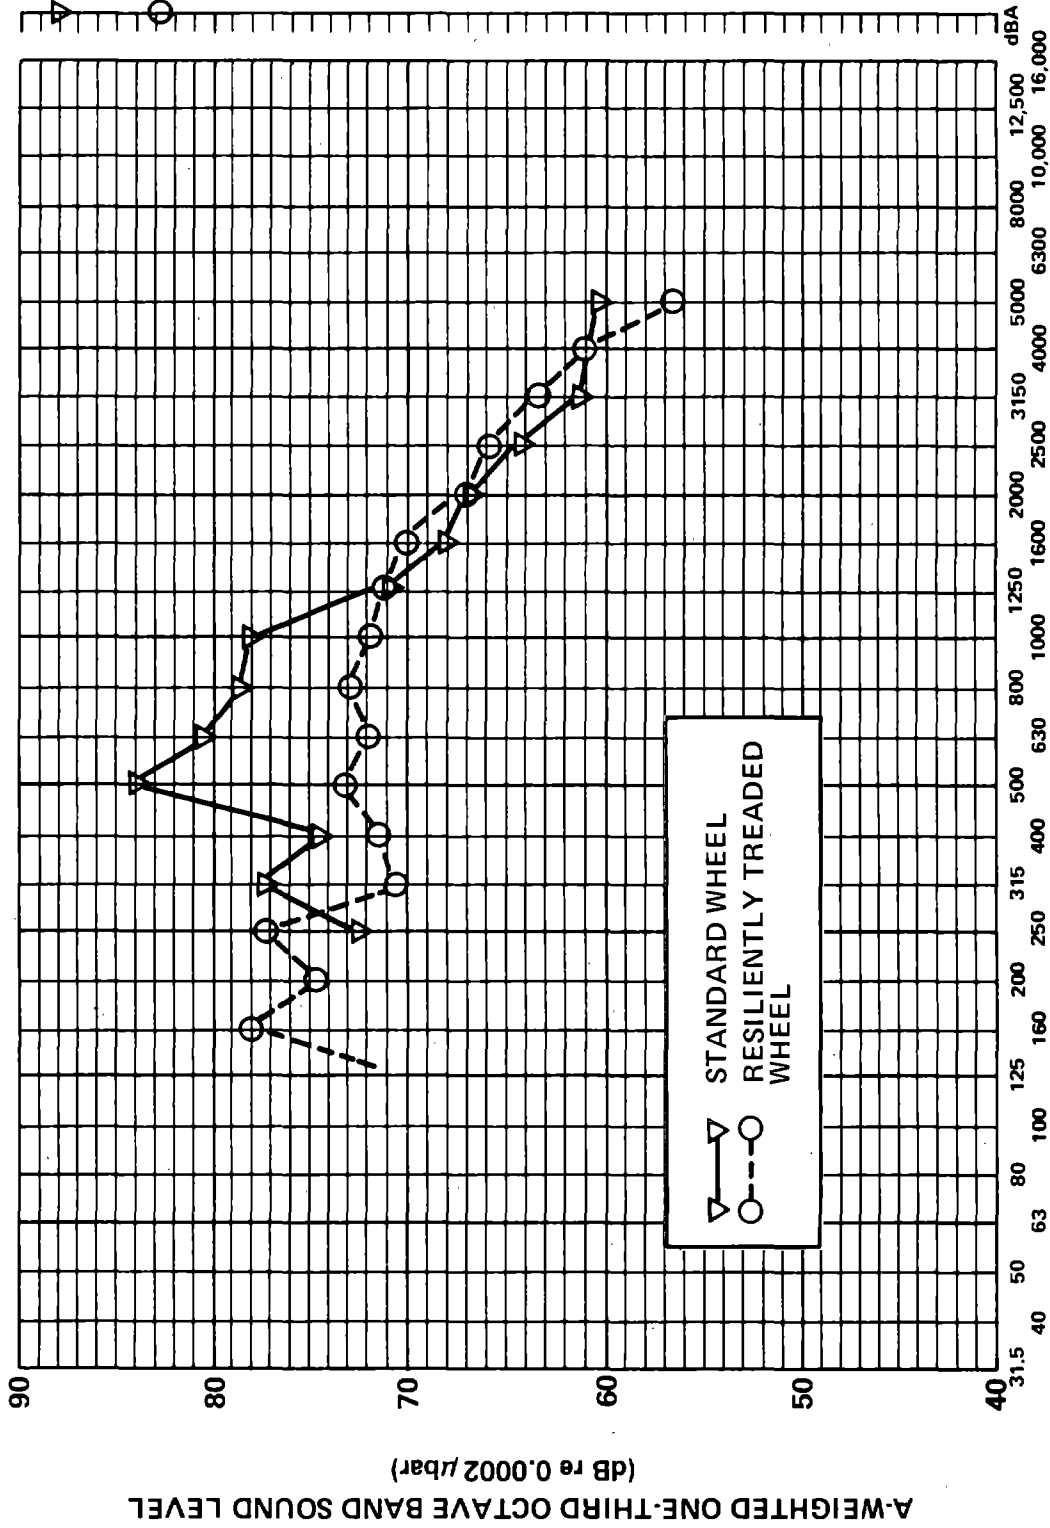 A-WEIGHTED ONE-THIRD OCTAVE BAND SOUND LEVEL
(dB re 0.0002 µbar)
90
80
70
60
50
40
STANDARD WHEEL
RESILIENTLY TREADED
WHEEL
31.5 40 50 63 80 100 125 160 200 250 315 400 500 630 800 1000 1250 1600 2000 2500 3150 4000 5000 6300 8000 10,000 12,500 16,000 dBA